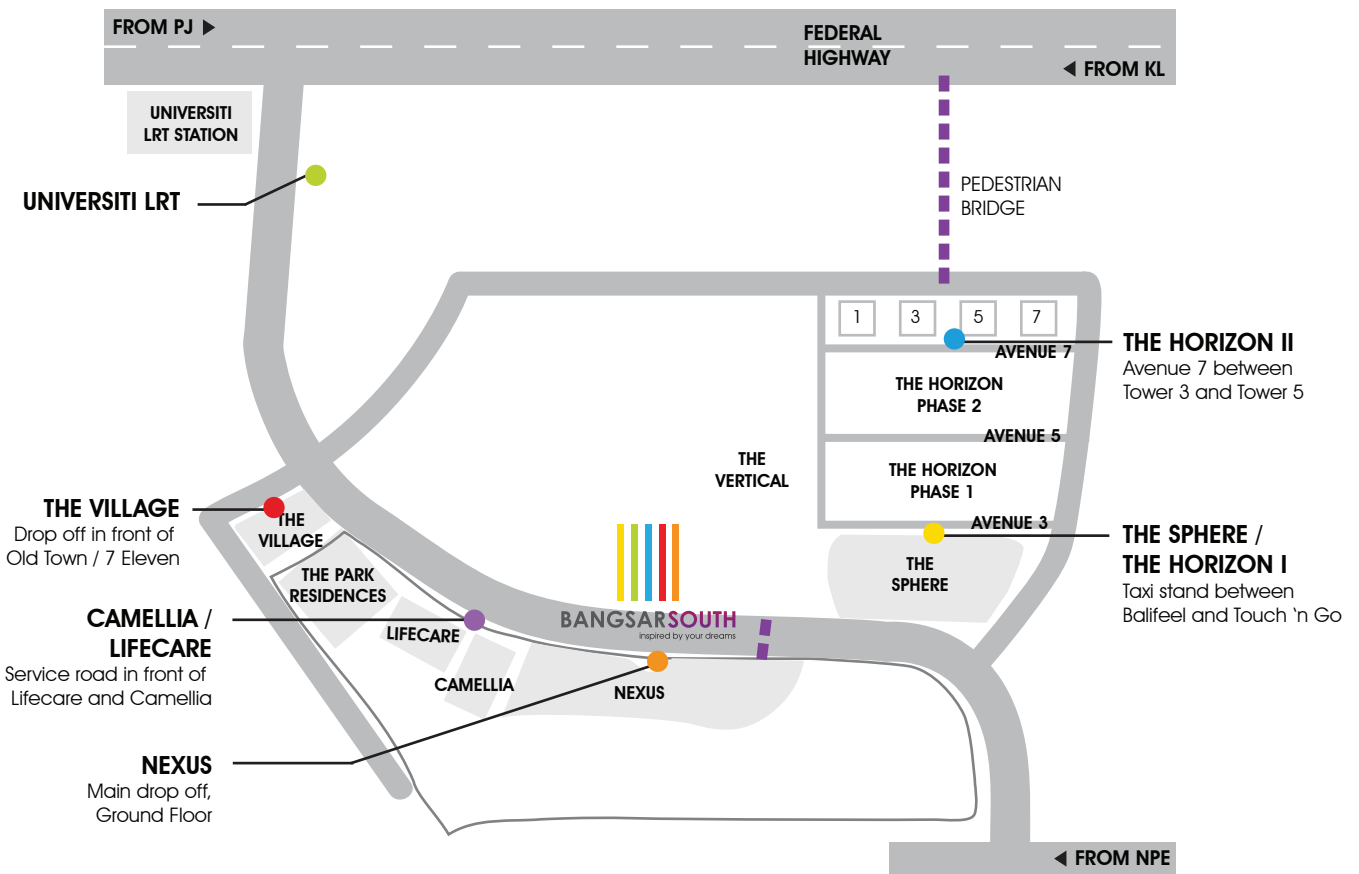 FROM PJ
FEDERAL
HIGHWAY
FROM KL
UNIVERSITI
LRT STATION
UNIVERSITI LRT
PEDESTRIAN
BRIDGE
1
3
5
7
AVENUE 7
THE HORIZON II
Avenue 7 between
Tower 3 and Tower 5
THE HORIZON
PHASE 2
AVENUE 5
THE
VERTICAL
THE HORIZON
PHASE 1
AVENUE 3
THE VILLAGE
Drop off in front of
Old Town / 7 Eleven
THE
VILLAGE
THE SPHERE /
THE HORIZON I
Taxi stand between
Balifeel and Touch ‘n Go
THE
SPHERE
THE PARK
RESIDENCES
CAMELLIA /
LIFECARE
Service road in front of
Lifecare and Camellia
LIFECARE
BANGSARSOUTH
inspired by your dreams
CAMELLIA
NEXUS
NEXUS
Main drop off,
Ground Floor
FROM NPE